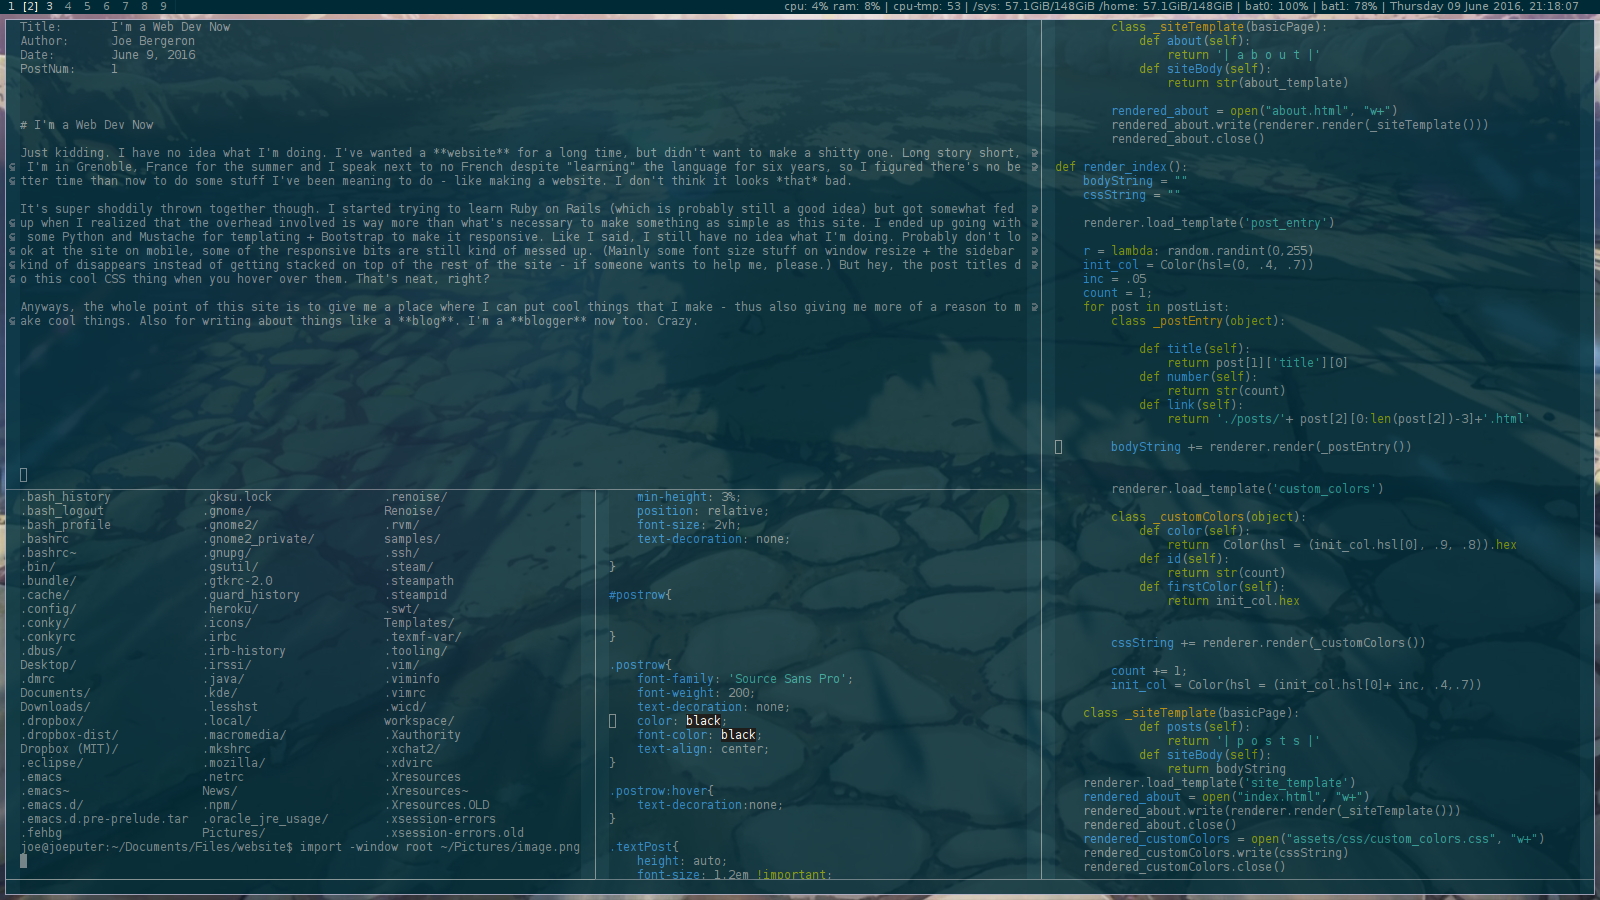 1 [2] 3 4 5 6 7 8 9
cpu: 4% ram: 8% | cpu-tmp: 53 | /sys: 57.1GiB/148GiB /home: 57.1GiB/148GiB | bat0: 100% | bat1: 78% | Thursday 09 June 2016, 21:18:07
Title: I'm a Web Dev Now
Author: Joe Bergeron
Date: June 9, 2016
PostNum: 1
# I'm a Web Dev Now
Just kidding. I have no idea what I'm doing. I've wanted a **website** for a long time, but didn't want to make a shitty one. Long story short,
I'm in Grenoble, France for the summer and I speak next to no French despite "learning" the language for six years, so I figured there's no be
tter time than now to do some stuff I've been meaning to do - like making a website. I don't think it looks *that* bad.
It's super shoddily thrown together though. I started trying to learn Ruby on Rails (which is probably still a good idea) but got somewhat fed
up when I realized that the overhead involved is way more than what's necessary to make something as simple as this site. I ended up going with
some Python and Mustache for templating + Bootstrap to make it responsive. Like I said, I still have no idea what I'm doing. Probably don't lo
ok at the site on mobile, some of the responsive bits are still kind of messed up. (Mainly some font size stuff on window resize + the sidebar
kind of disappears instead of getting stacked on top of the rest of the site - if someone wants to help me, please.) But hey, the post titles d
o this cool CSS thing when you hover over them. That's neat, right?
Anyways, the whole point of this site is to give me a place where I can put cool things that I make - thus also giving me more of a reason to m
ake cool things. Also for writing about things like a **blog**. I'm a **blogger** now too. Crazy.
.bash_history .gksu.lock .renoise/
.bash_logout .gnome/ Renoise/
.bash_profile .gnome2/ .rvm/
.bashrc .gnome2_private/ samples/
.bashrc~ .gnupg/ .ssh/
.bin/ .gsutil/ .steam/
.bundle/ .gtkrc-2.0 .steampath
.cache/ .guard_history .steampid
.config/ .heroku/ .swt/
.conky/ .icons/ Templates/
.conkyrc .irbc .texmf-var/
.dbus/ .irb-history .tooling/
Desktop/ .irssi/ .vim/
.dmrc .java/ .viminfo
Documents/ .kde/ .vimrc
Downloads/ .lesshst .wicd/
.dropbox/ .local/ workspace/
.dropbox-dist/ .macromedia/ .Xauthority
Dropbox (MIT)/ .mkshrc .xchat2/
.eclipse/ .mozilla/ .xdvirc
.emacs .netrc .Xresources
.emacs~ News/ .Xresources~
.emacs.d/ .npm/ .Xresources.OLD
.emacs.d.pre-prelude.tar .oracle_jre_usage/ .xsession-errors
.fehbg Pictures/ .xsession-errors.old
joe@joeputer:~/Documents/Files/website$ import -window root ~/Pictures/image.png
min-height: 3%;
position: relative;
font-size: 2vh;
text-decoration: none;
}
#postrow{
}
.postrow{
font-family: 'Source Sans Pro';
font-weight: 200;
text-decoration: none;
color: black;
font-color: black;
text-align: center;
}
.postrow:hover{
text-decoration:none;
}
.textPost{
height: auto;
font-size: 1.2em !important;
class _siteTemplate(basicPage):
def about(self):
return '| a b o u t |'
def siteBody(self):
return str(about_template)
rendered_about = open("about.html", "w+")
rendered_about.write(renderer.render(_siteTemplate()))
rendered_about.close()
def render_index():
bodyString = ""
cssString = ""
renderer.load_template('post_entry')
r = lambda: random.randint(0,255)
init_col = Color(hsl=(0, .4, .7))
inc = .05
count = 1;
for post in postList:
class _postEntry(object):
def title(self):
return post[1]['title'][0]
def number(self):
return str(count)
def link(self):
return './posts/'+ post[2][0:len(post[2])-3]+'.html'
bodyString += renderer.render(_postEntry())
renderer.load_template('custom_colors')
class _customColors(object):
def color(self):
return  Color(hsl = (init_col.hsl[0], .9, .8)).hex
def id(self):
return str(count)
def firstColor(self):
return init_col.hex
cssString += renderer.render(_customColors())
count += 1;
init_col = Color(hsl = (init_col.hsl[0]+ inc, .4,.7))
class _siteTemplate(basicPage):
def posts(self):
return '| p o s t s |'
def siteBody(self):
return bodyString
renderer.load_template('site_template')
rendered_about = open("index.html", "w+")
rendered_about.write(renderer.render(_siteTemplate()))
rendered_about.close()
rendered_customColors = open("assets/css/custom_colors.css", "w+")
rendered_customColors.write(cssString)
rendered_customColors.close()